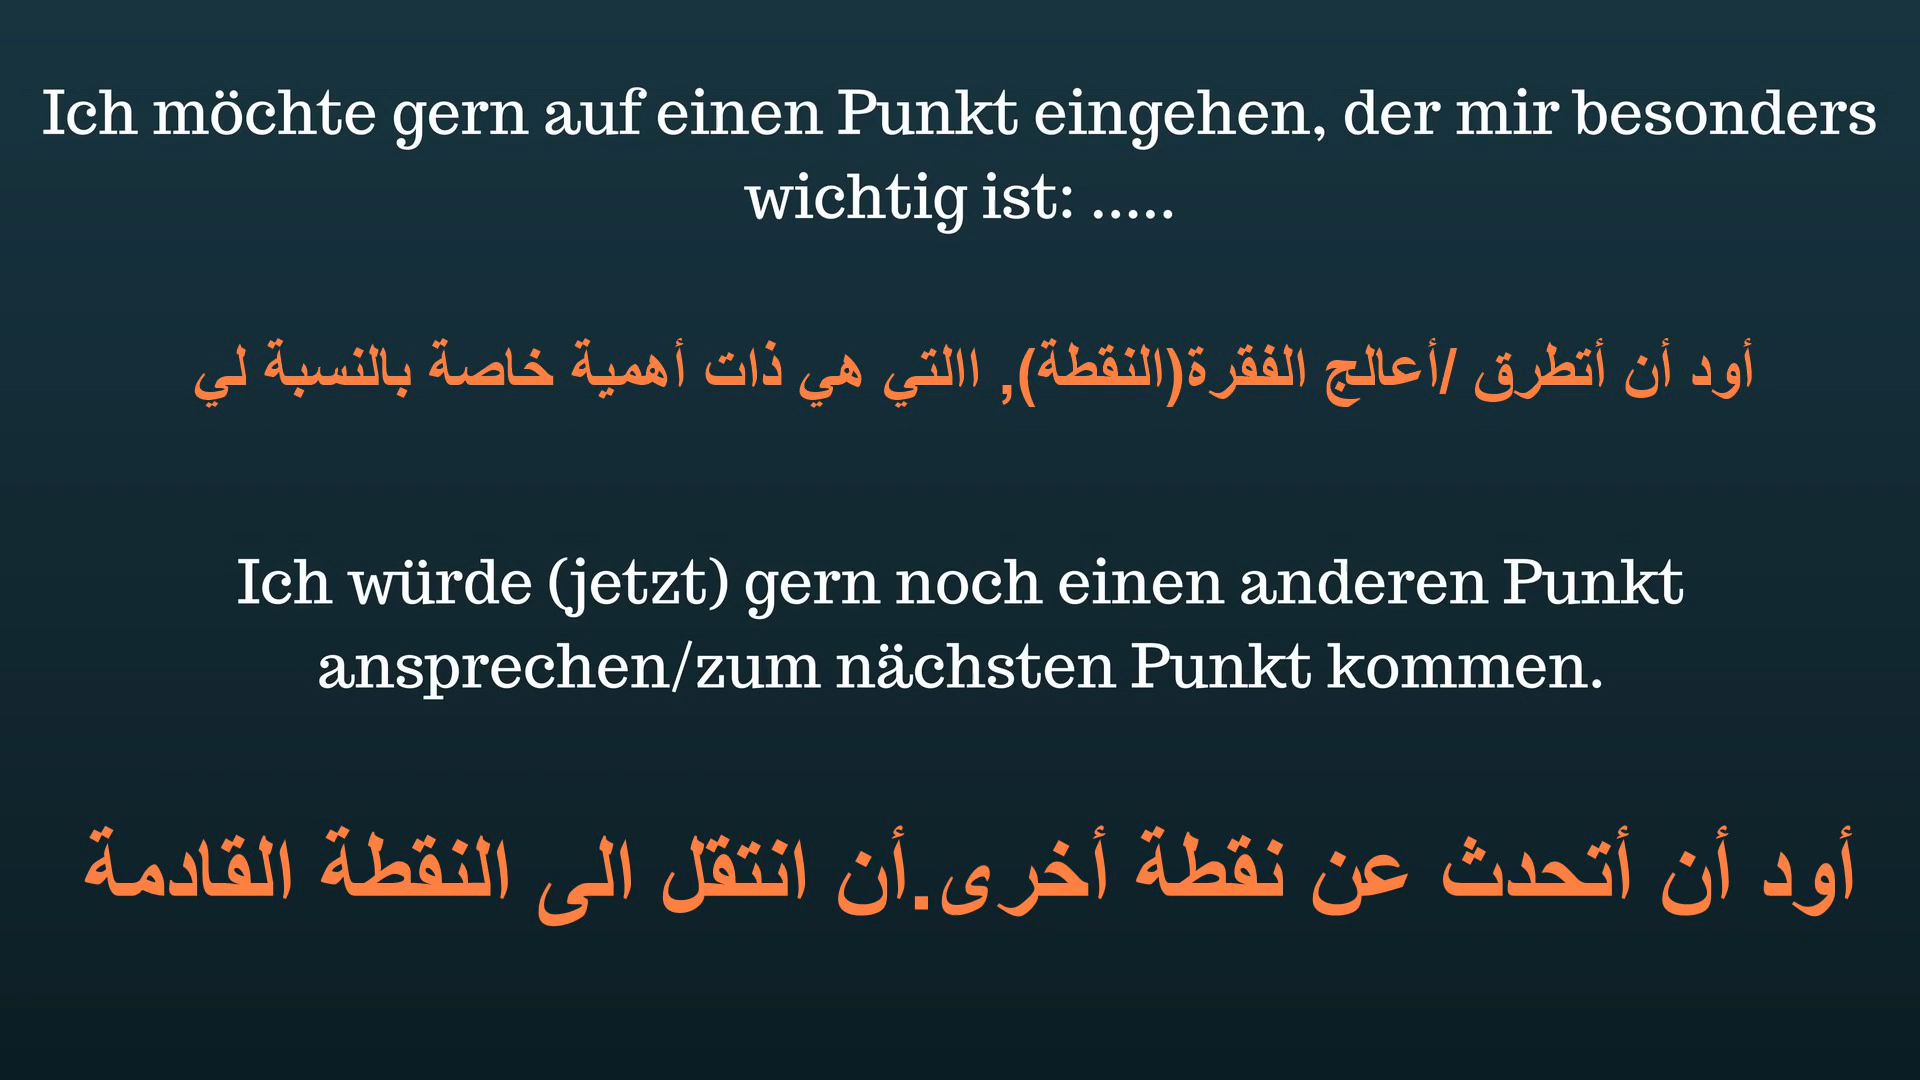 Ich möchte gern auf einen Punkt eingehen, der mir besonders
wichtig ist: .....
أود أن أتطرق /أعالج الفقرة(النقطة), االتي هي ذات أهمية خاصة بالنسبة لي
Ich würde (jetzt) gern noch einen anderen Punkt
ansprechen/zum nächsten Punkt kommen.
أود أن أتحدث عن نقطة أخرى.أن انتقل الى النقطة القادمة